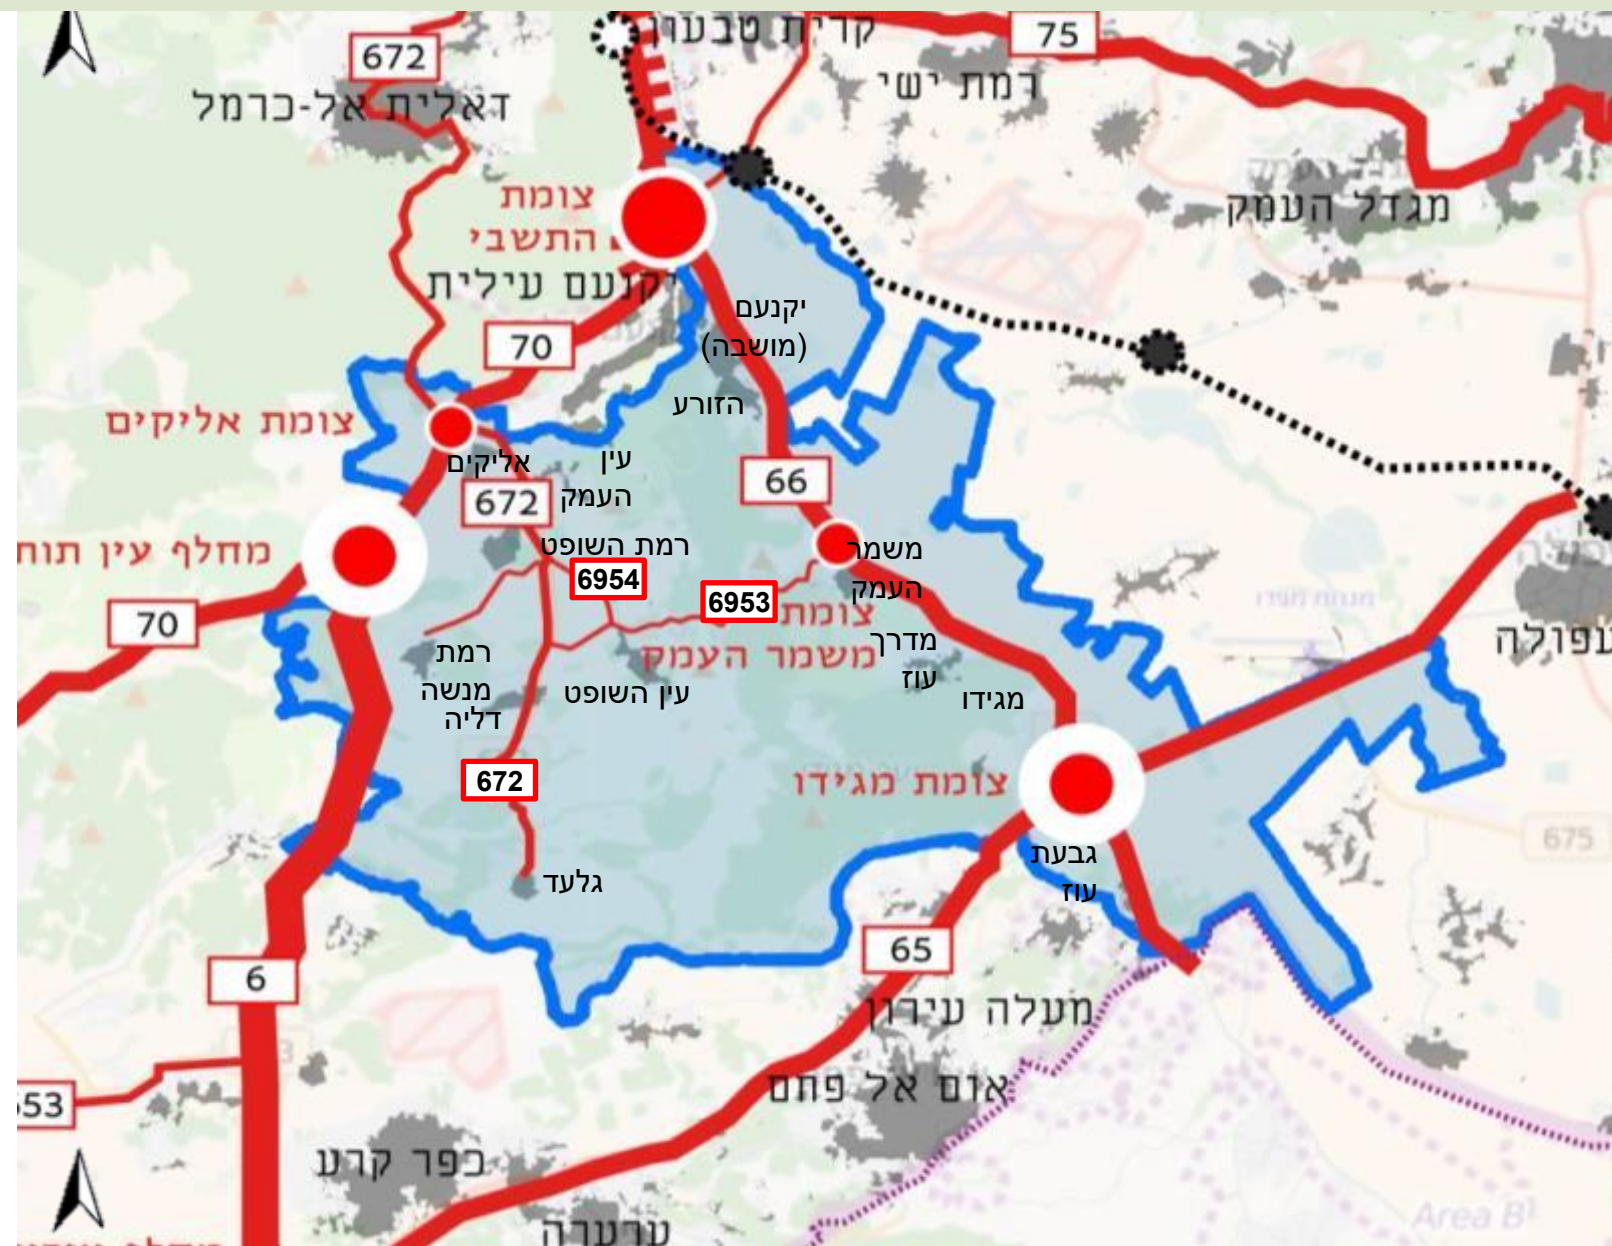 קרית טבעון
75
672
רמת ישי
דאלית אל-כרמל
צומת
התשבי
מגדל העמק
יקנעם עילית
יקנעם
(מושבה)
70
הזורע
צומת אליקים
אליקים
עין
העמק
66
672
רמת השופט
משמר
העמק
מחלף עין תות
6954
6953
צומת
משמר העמק
70
מדרך
עוז
עפולה
רמת
מנשה
עין השופט
מגידו
דליה
672
צומת מגידו
675
גבעת
עוז
גלעד
65
6
מעלה עירון
אום אל פחם
53
כפר קרע
ערערה
Area B